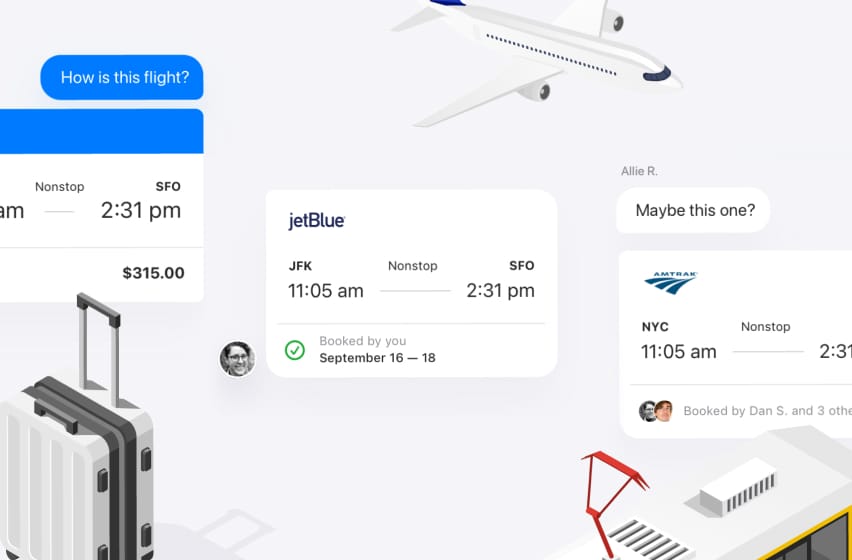 How is this flight?
Nonstop
SFO
am
2:31 pm
$315.00
jetBlue
JFK
Nonstop
SFO
11:05 am
2:31 pm
Booked by you
September 16 — 18
Allie R.
Maybe this one?
AMTRAK
NYC
Nonstop
11:05 am
2:31
Booked by Dan S. and 3 othe